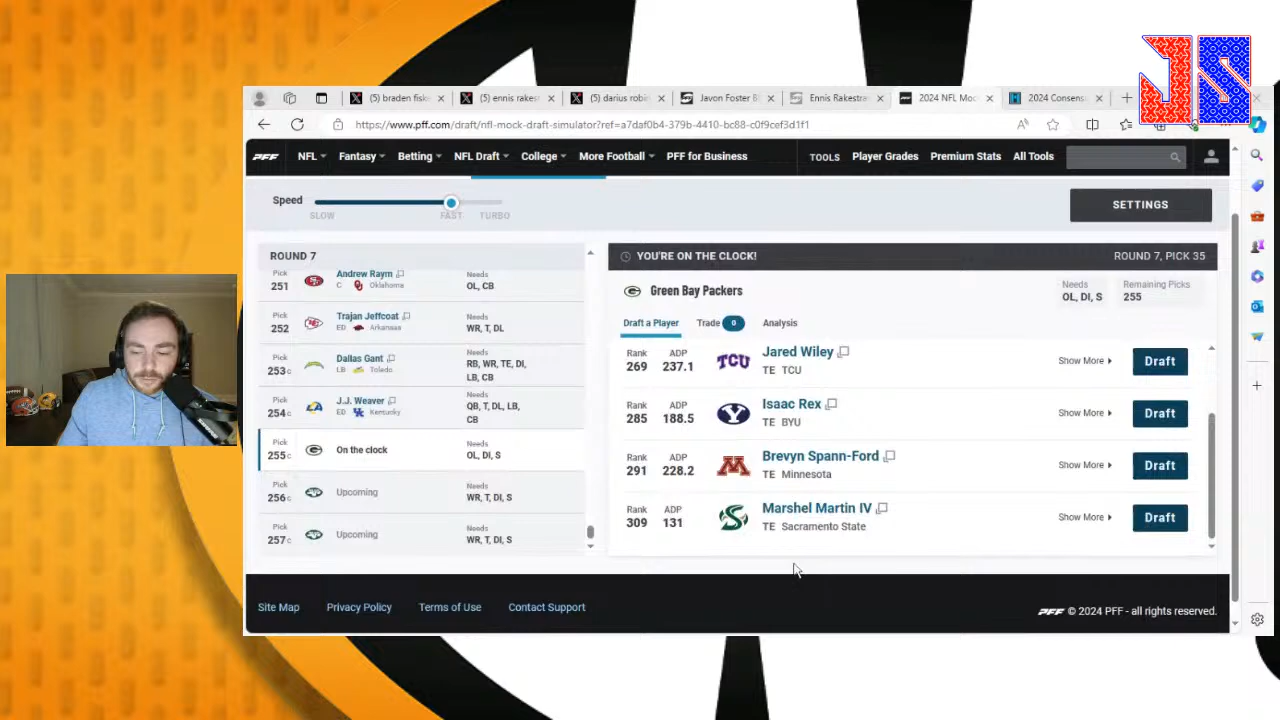 JS
(5) braden fiske
(5) ennis rakest
(5) darius robin
Javon Foster B
Ennis Rakestra
2024 NFL Moc
2024 Consens
https://www.pff.com/draft/nfl-mock-draft-simulator?ref=a7daf0b4-379b-4410-bc88-c0f9cef3d1f1
PFF NFL Fantasy Betting NFL Draft College More Football PFF for Business TOOLS Player Grades Premium Stats All Tools
Speed
SLOW FAST TURBO
SETTINGS
ROUND 7
Pick 251
Andrew Raym
C Oklahoma
Needs
OL, CB
Pick 252
Trajan Jeffcoat
ED Arkansas
Needs
WR, T, DL
Pick 253 C
Dallas Gant
LB Toledo
Needs
RB, WR, TE, DI,
LB, CB
Pick 254 C
J.J. Weaver
ED Kentucky
Needs
QB, T, DL, LB,
CB
Pick 255 C
On the clock
Needs
OL, DI, S
Pick 256 C
Upcoming
Needs
WR, T, DI, S
Pick 257 C
Upcoming
Needs
WR, T, DI, S
YOU'RE ON THE CLOCK! ROUND 7, PICK 35
Green Bay Packers
Needs
OL, DI, S
Remaining Picks
255
Draft a Player Trade 0 Analysis
Rank 269
ADP 237.1
TCU
Jared Wiley
TE TCU
Show More
Draft
Rank 285
ADP 188.5
Y
Isaac Rex
TE BYU
Show More
Draft
Rank 291
ADP 228.2
M
Brevyn Spann-Ford
TE Minnesota
Show More
Draft
Rank 309
ADP 131
Marshel Martin IV
TE Sacramento State
Show More
Draft
Site Map Privacy Policy Terms of Use Contact Support
PFF © 2024 PFF - all rights reserved.